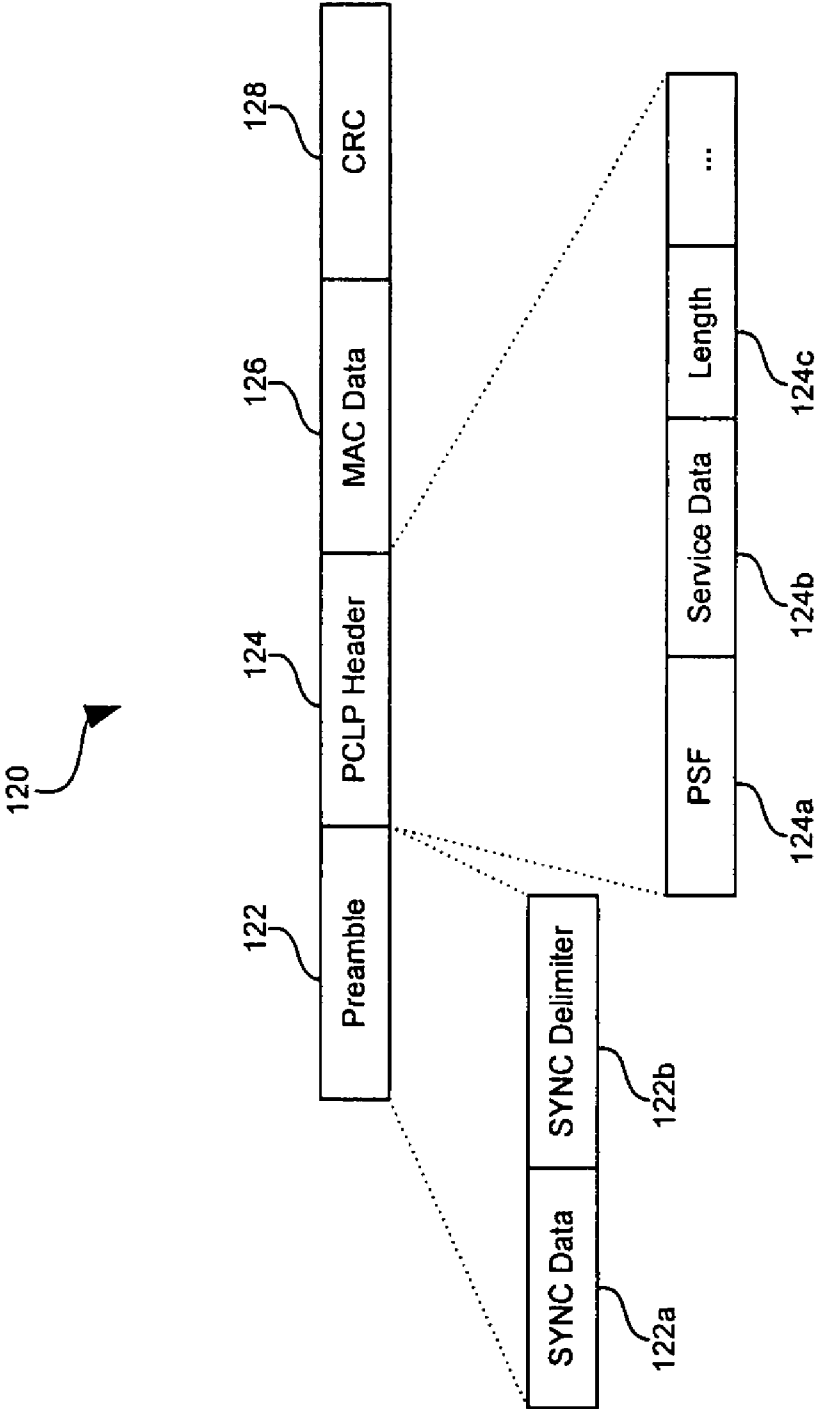 120
122
124
126
128
Preamble
PCLP Header
MAC Data
CRC
SYNC Data
SYNC Delimiter
122a
122b
PSF
Service Data
Length
...
124a
124b
124c